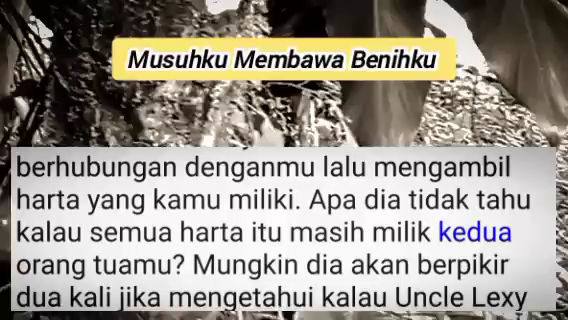 Musuhku Membawa Benihku
berhubungan denganmu lalu mengambil
harta yang kamu miliki. Apa dia tidak tahu
kalau semua harta itu masih milik kedua
orang tuamu? Mungkin dia akan berpikir
dua kali jika mengetahui kalau Uncle Lexy